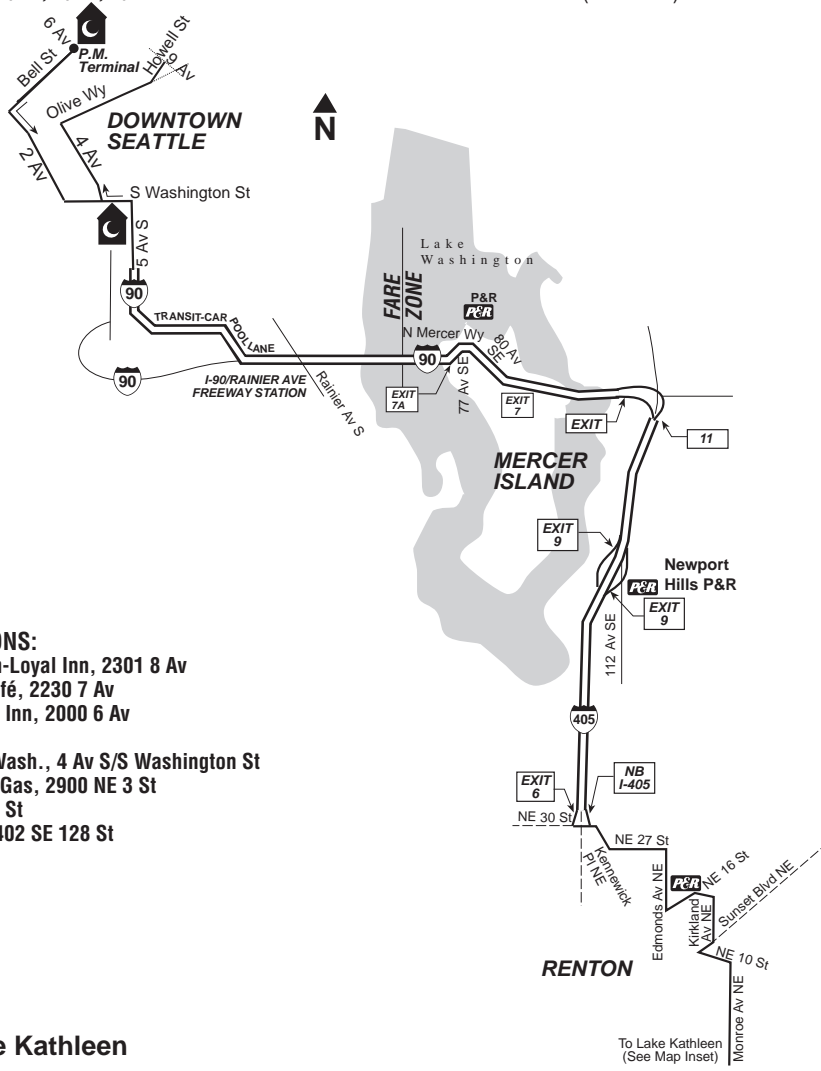 6 Av
P.M.
Terminal
Bell St
Howell St
9 Av
Olive Wy
DOWNTOWN
SEATTLE
N
4 Av
2 Av
S Washington St
5 Av S
90
TRANSIT-CAR POOL LANE
90
I-90/RAINIER AVE
FREEWAY STATION
Rainier Av S
Lake
Washington
FARE
ZONE
P&R
P&R
N Mercer Wy
90
80 Av
SE
EXIT
7A
77 Av SE
EXIT
7
EXIT
11
MERCER
ISLAND
EXIT
9
Newport
Hills P&R
P&R
EXIT
9
112 Av SE
ONS:
-Loyal Inn, 2301 8 Av
fé, 2230 7 Av
Inn, 2000 6 Av
Wash., 4 Av S/S Washington St
Gas, 2900 NE 3 St
St
402 SE 128 St
405
EXIT
6
NB
I-405
NE 30 St
NE 27 St
Kennewick
Pl NE
Edmonds Av NE
P&R
NE 16 St
Kirkland
Av NE
Sunset Blvd NE
NE 10 St
RENTON
Monroe Av NE
To Lake Kathleen
(See Map Inset)
e Kathleen